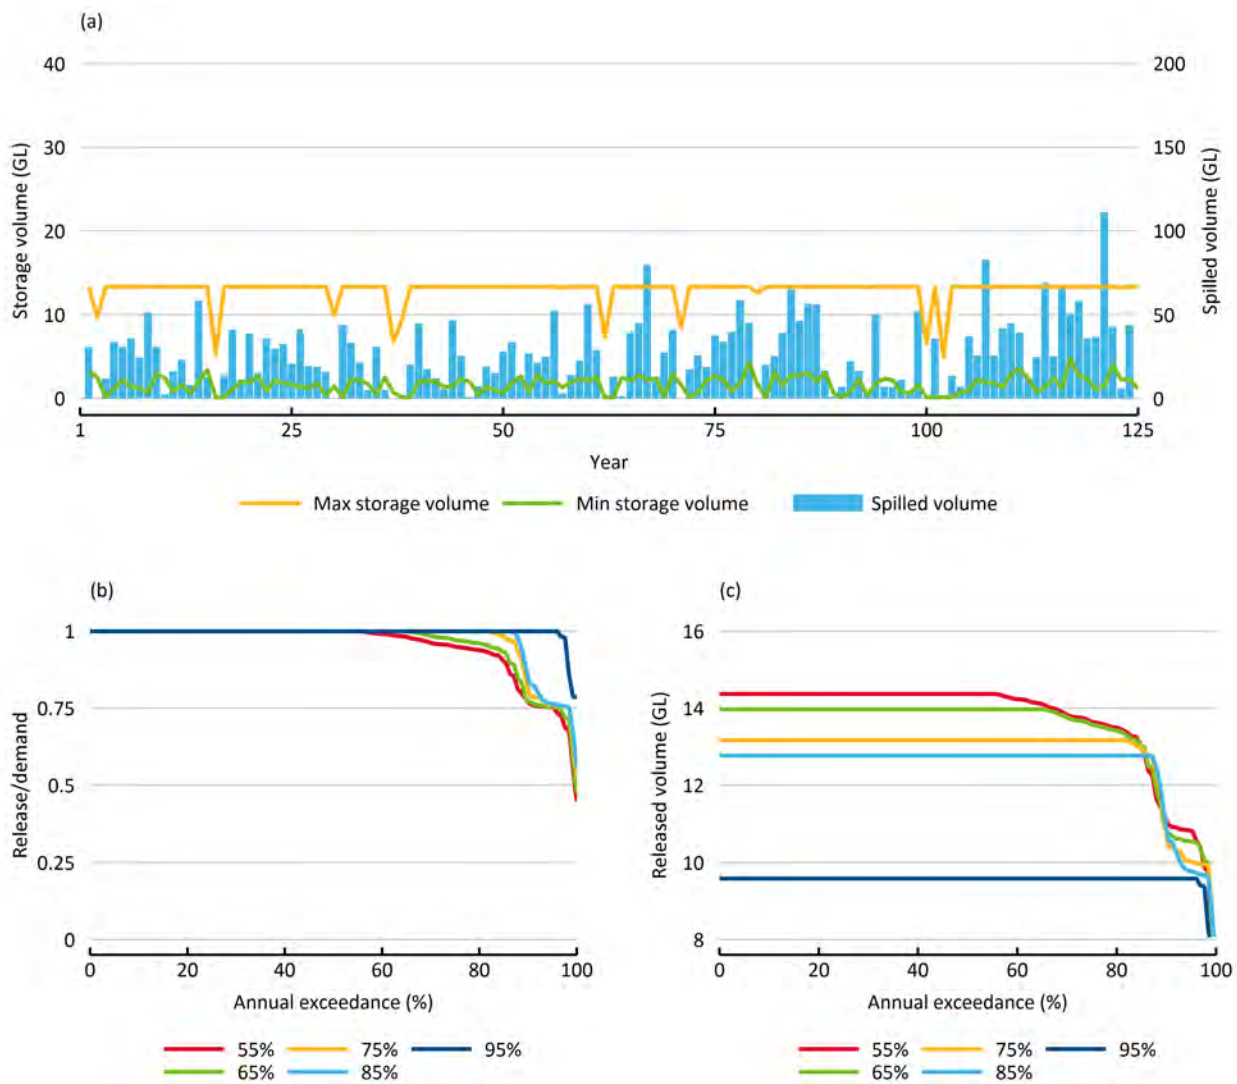 (a)
40 200
30 150
20 100
10 50
0 0
Storage volume (GL)
Spilled volume (GL)
1 25 50 75 100 125
Year
Max storage volume Min storage volume Spilled volume
(b)
1
0.75
0.5
0.25
0
Release/demand
0 20 40 60 80 100
Annual exceedance (%)
55% 75% 95%
65% 85%
(c)
16
14
12
10
8
Released volume (GL)
0 20 40 60 80 100
Annual exceedance (%)
55% 75% 95%
65% 85%